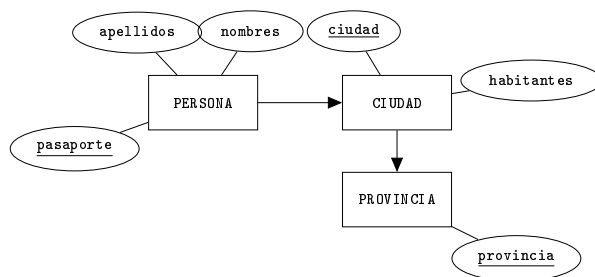 apellidos
nombres
ciudad
habitantes
PERSONA
CIUDAD
pasaporte
PROVINCIA
provincia